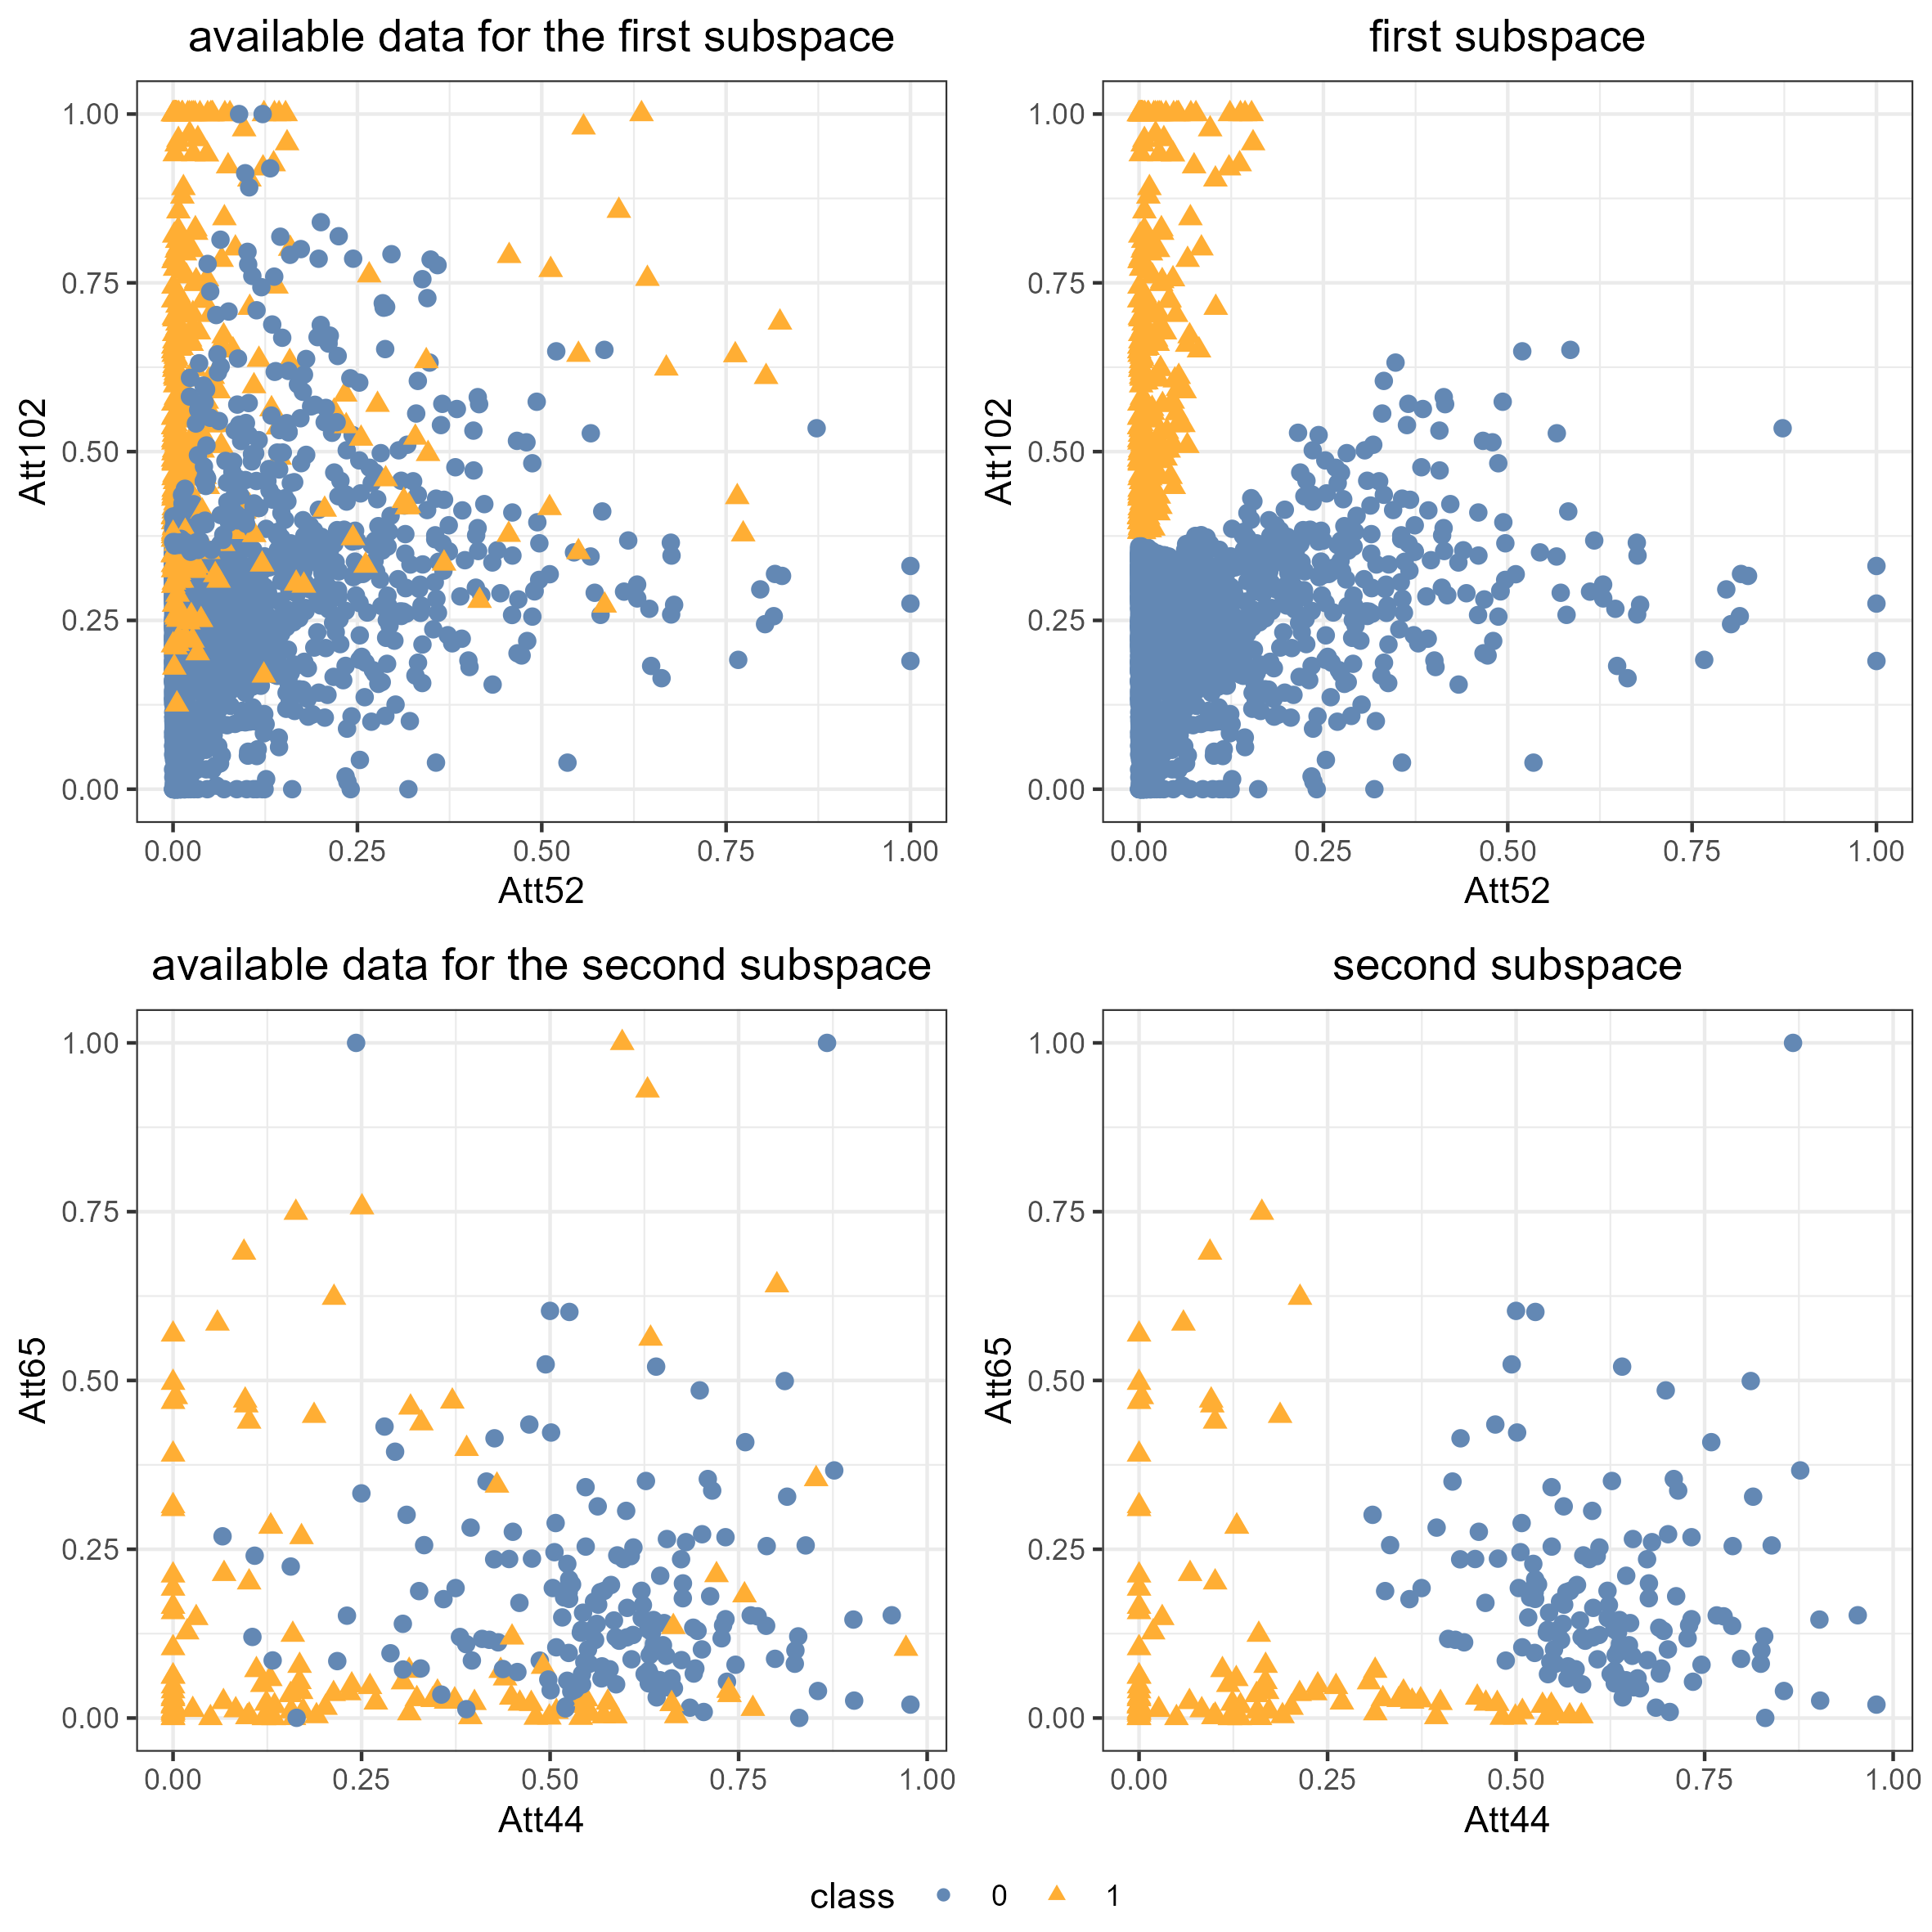 available data for the first subspace
first subspace
1.00
0.75
0.50
0.25
0.00
Att102
0.00 0.25 0.50 0.75 1.00
Att52
1.00
0.75
0.50
0.25
0.00
Att102
0.00 0.25 0.50 0.75 1.00
Att52
available data for the second subspace
second subspace
1.00
0.75
0.50
0.25
0.00
Att65
0.00 0.25 0.50 0.75 1.00
Att44
1.00
0.75
0.50
0.25
0.00
Att65
0.00 0.25 0.50 0.75 1.00
Att44
class 0 1